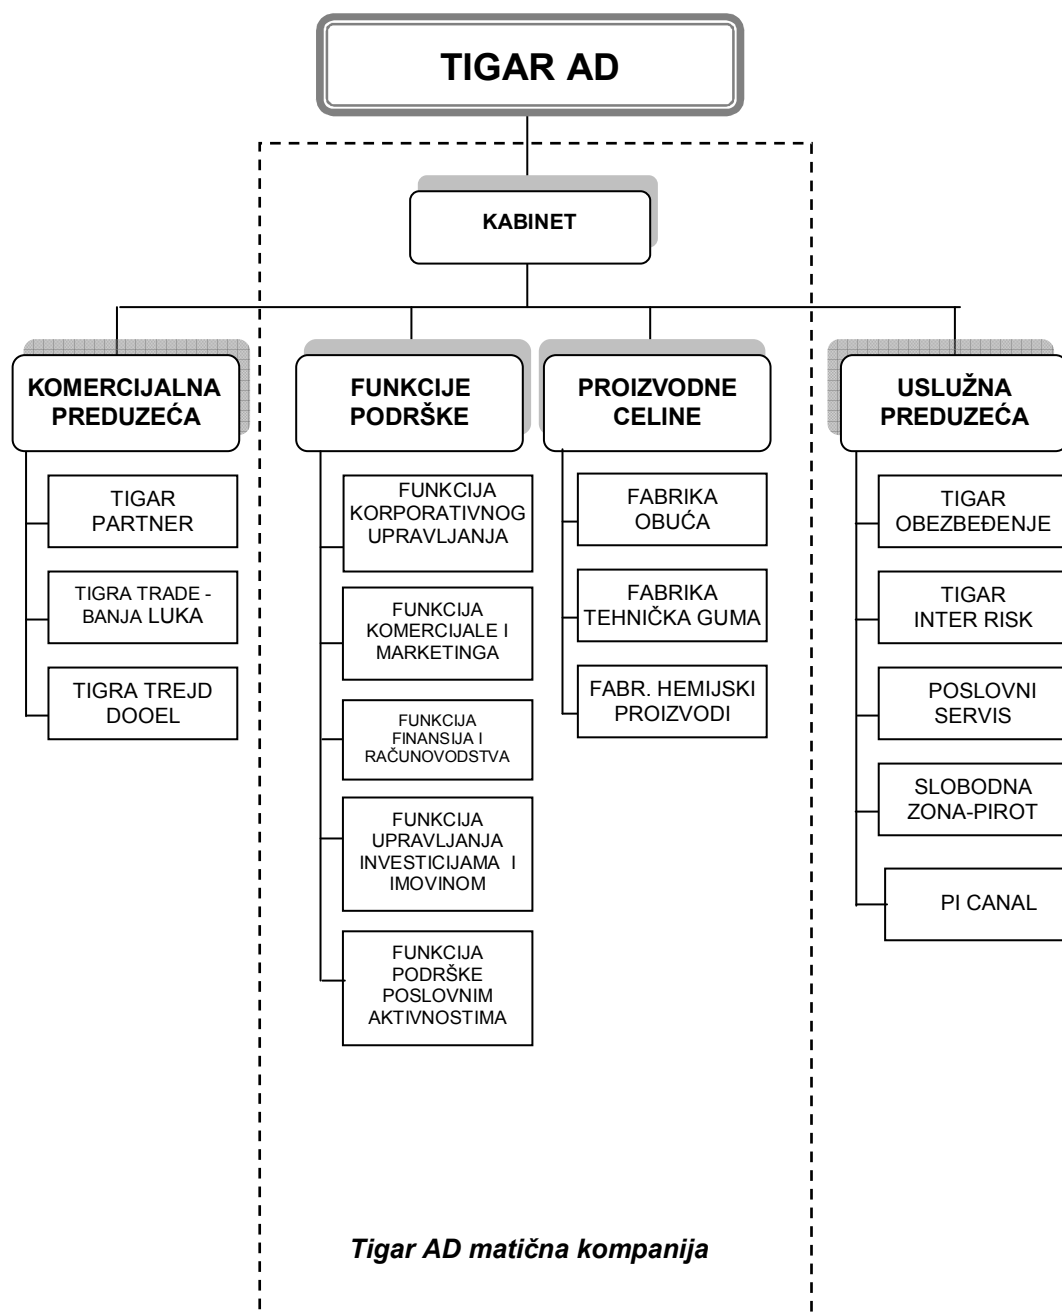 TIGAR AD
KABINET
KOMERCIJALNA
PREDUZEĆA
TIGAR
PARTNER
TIGRA TRADE -
BANJA LUKA
TIGRA TREJD
DOOEL
FUNKCIJE
PODRŠKE
FUNKCIJA
KORPORATIVNOG
UPRAVLJANJA
FUNKCIJA
KOMERCIJALE I
MARKETINGA
FUNKCIJA
FINANSIJA I
RAČUNOVODSTVA
FUNKCIJA
UPRAVLJANJA
INVESTICIJAMA I
IMOVINOM
FUNKCIJA
PODRŠKE
POSLOVNIM
AKTIVNOSTIMA
PROIZVODNE
CELINE
FABRIKA
OBUĆA
FABRIKA
TEHNIČKA GUMA
FABR. HEMIJSKI
PROIZVODI
USLUŽNA
PREDUZEĆA
TIGAR
OBEZBEĐENJE
TIGAR
INTER RISK
POSLOVNI
SERVIS
SLOBODNA
ZONA-PIROT
PI CANAL
Tigar AD matična kompanija